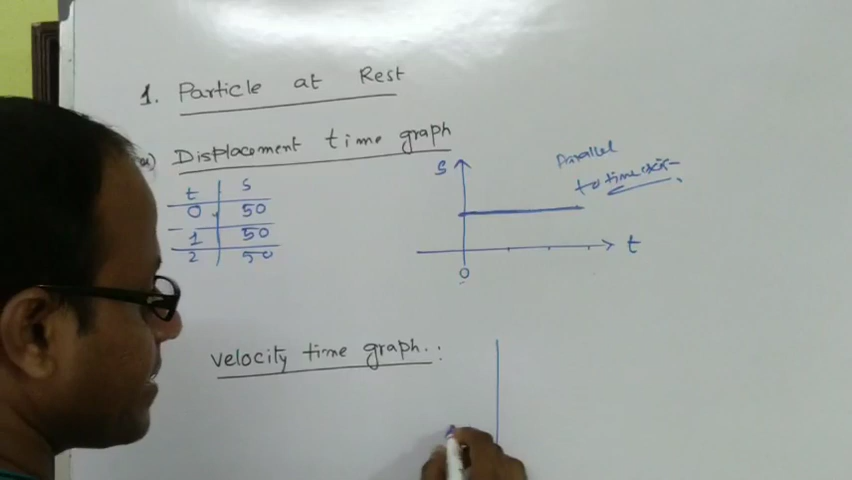 1. Particle at Rest
a) Displacement time graph
t s
0 50
1 50
2 50
s
Parallel
to time axis
t
0
velocity time graph..: